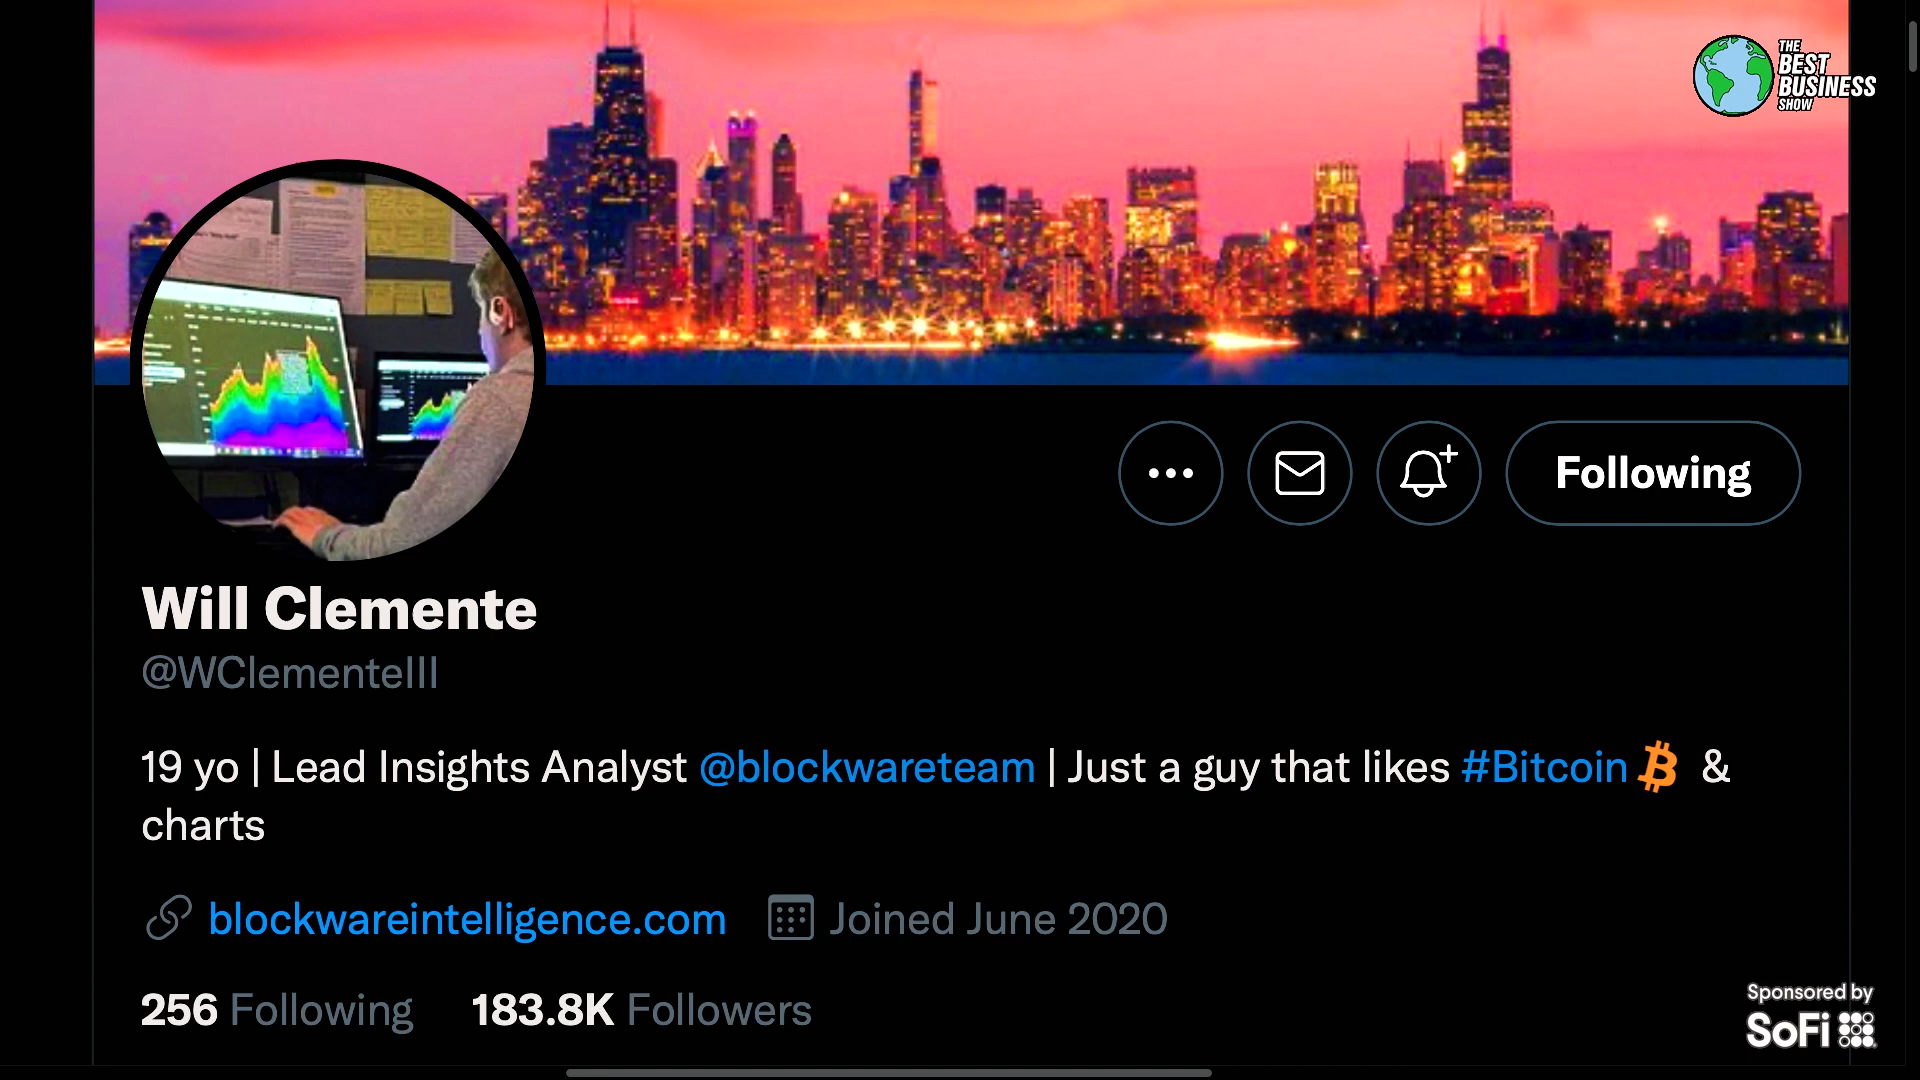 THE
BEST
BUSINESS
SHOW
Following
Will Clemente
@WClementeIII
19 yo | Lead Insights Analyst @blockwareteam | Just a guy that likes #Bitcoin &
charts
blockwareintelligence.com Joined June 2020
256 Following 183.8K Followers
Sponsored by
SoFi